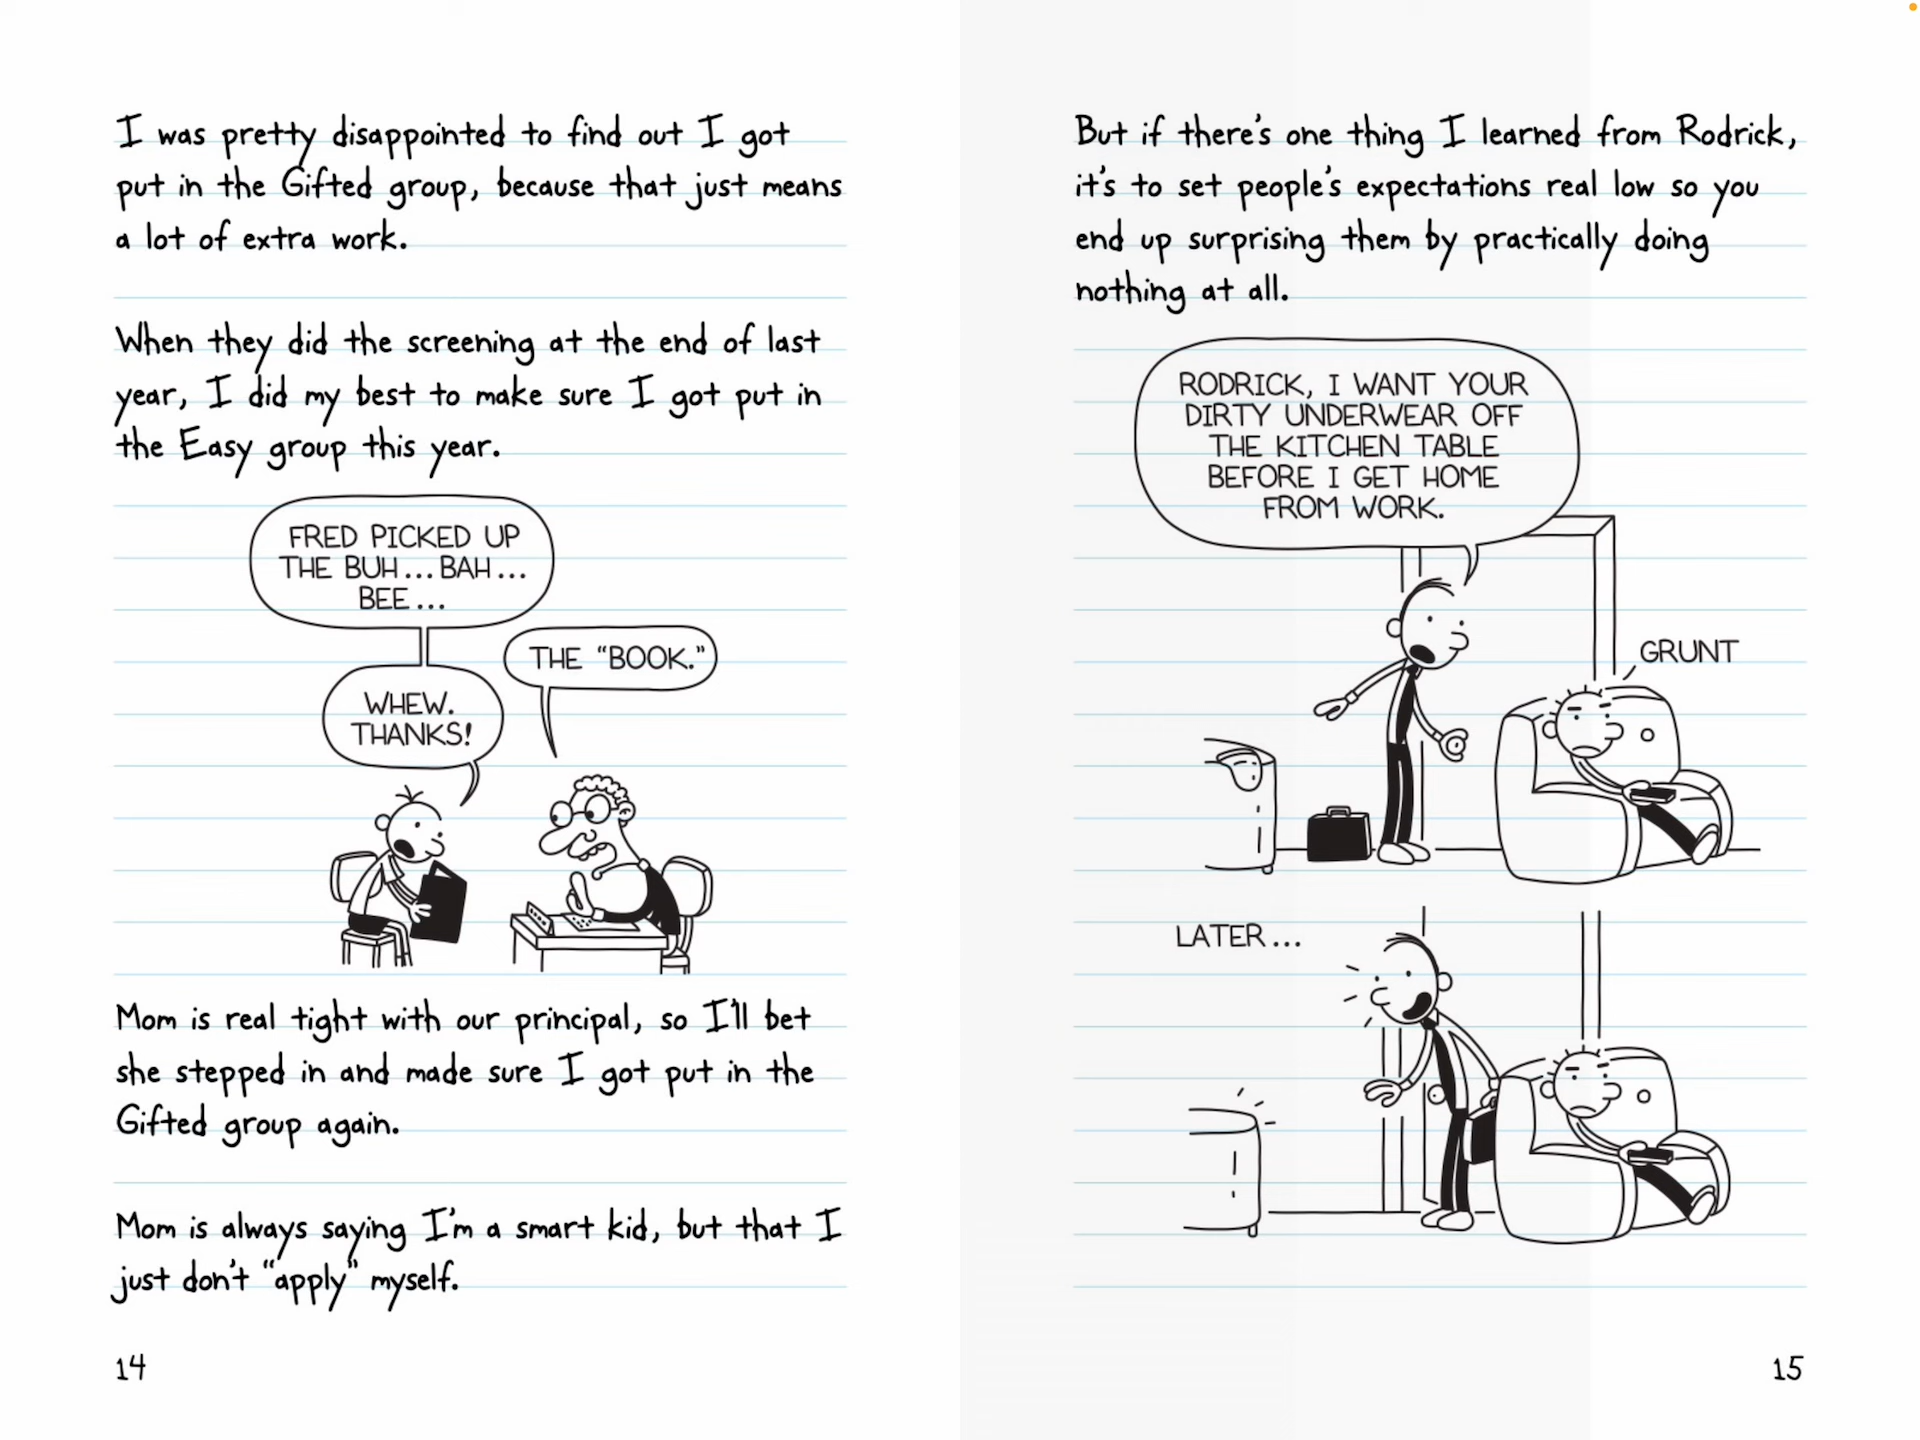 I was pretty disappointed to find out I got
put in the Gifted group, because that just means
a lot of extra work.
When they did the screening at the end of last
year, I did my best to make sure I got put in
the Easy group this year.
FRED PICKED UP
THE BUH... BAH...
BEE...
THE "BOOK."
WHEW.
THANKS!
Mom is real tight with our principal, so I'll bet
she stepped in and made sure I got put in the
Gifted group again.
Mom is always saying I'm a smart kid, but that I
just don't "apply" myself.
14
But if there's one thing I learned from Rodrick,
it's to set people's expectations real low so you
end up surprising them by practically doing
nothing at all.
RODRICK, I WANT YOUR
DIRTY UNDERWEAR OFF
THE KITCHEN TABLE
BEFORE I GET HOME
FROM WORK.
GRUNT
LATER...
15